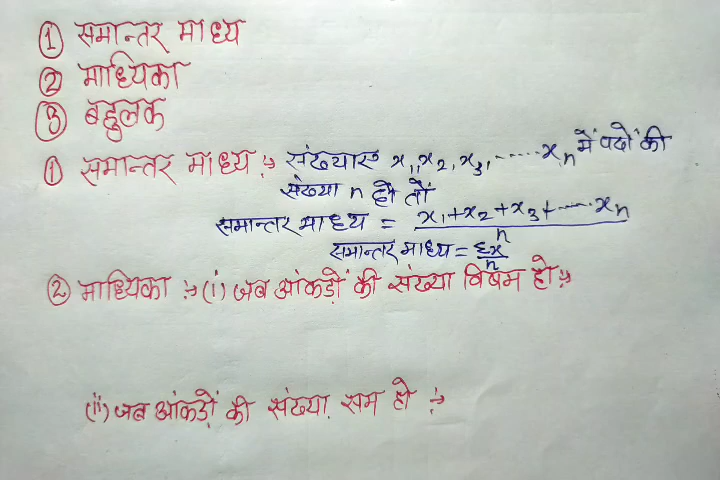 ① समान्तर माध्य
② माध्यिका
③ बहुलक
① समान्तर माध्य :→ संख्याए x₁, x₂, x₃, ------ xₙ में पदों की
संख्या n हो तो
समान्तर माध्य = x₁+x₂+x₃+------xₙ
n
समान्तर माध्य = Σx
n
② माध्यिका :→ (i) जब आंकड़ों की संख्या विषम हो :→
(ii) जब आंकड़ों की संख्या सम हो :→